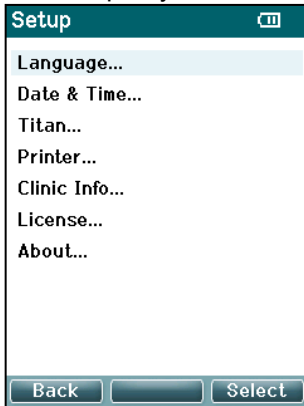 Setup
Language...
Date & Time...
Titan...
Printer...
Clinic Info...
License...
About...
Back Select